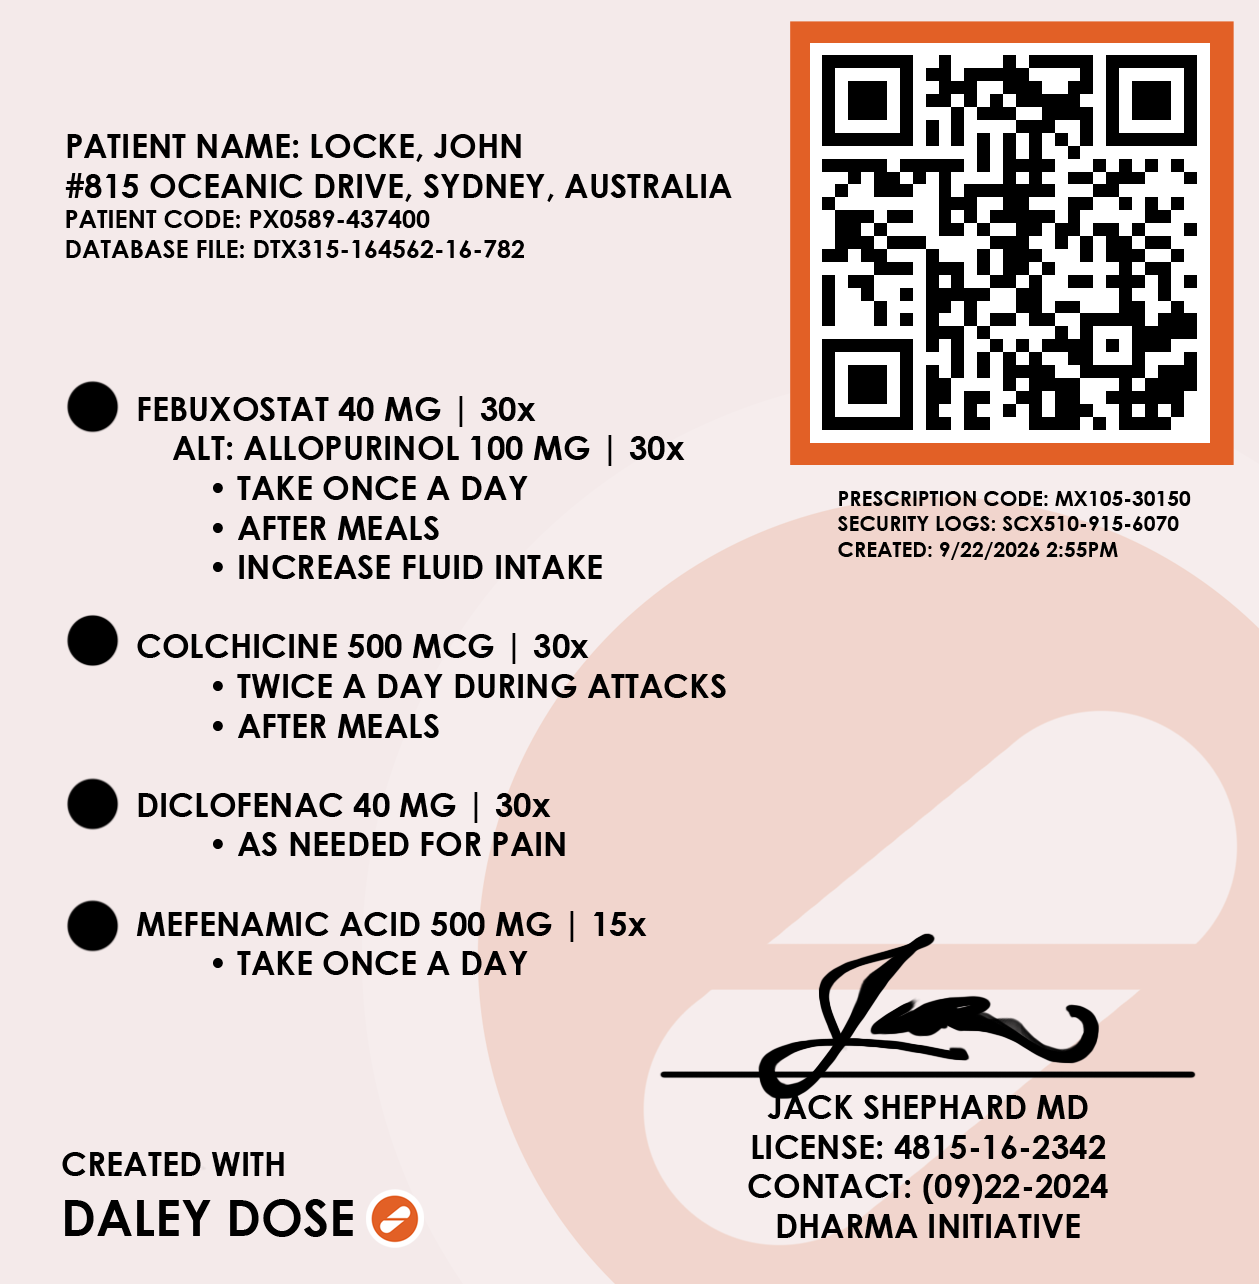 PATIENT NAME: LOCKE, JOHN
#815 OCEANIC DRIVE, SYDNEY, AUSTRALIA
PATIENT CODE: PX0589-437400
DATABASE FILE: DTX315-164562-16-782
FEBUXOSTAT 40 MG | 30x
ALT: ALLOPURINOL 100 MG | 30x
• TAKE ONCE A DAY
• AFTER MEALS
• INCREASE FLUID INTAKE
COLCHICINE 500 MCG | 30x
• TWICE A DAY DURING ATTACKS
• AFTER MEALS
DICLOFENAC 40 MG | 30x
• AS NEEDED FOR PAIN
MEFENAMIC ACID 500 MG | 15x
• TAKE ONCE A DAY
PRESCRIPTION CODE: MX105-30150
SECURITY LOGS: SCX510-915-6070
CREATED: 9/22/2026 2:55PM
JACK SHEPHARD MD
LICENSE: 4815-16-2342
CONTACT: (09)22-2024
DHARMA INITIATIVE
CREATED WITH
DALEY DOSE